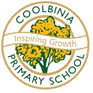 COOLBINIA
Inspiring Growth
PRIMARY SCHOOL